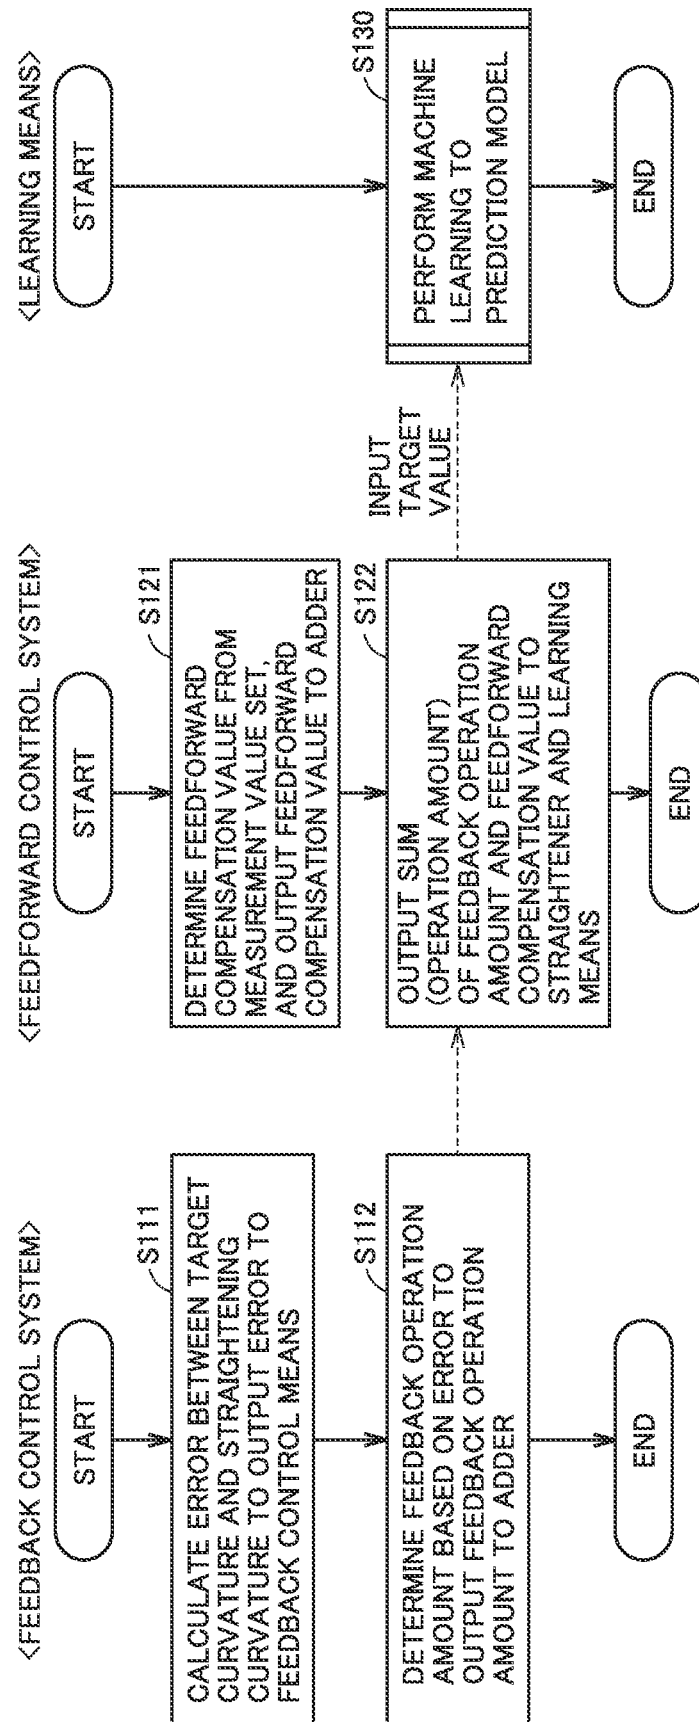 <FEEDBACK CONTROL SYSTEM>
START
S111
CALCULATE ERROR BETWEEN TARGET
CURVATURE AND STRAIGHTENING
CURVATURE TO OUTPUT ERROR TO
FEEDBACK CONTROL MEANS
S112
DETERMINE FEEDBACK OPERATION
AMOUNT BASED ON ERROR TO
OUTPUT FEEDBACK OPERATION
AMOUNT TO ADDER
END
<FEEDFORWARD CONTROL SYSTEM>
START
S121
DETERMINE FEEDFORWARD
COMPENSATION VALUE FROM
MEASUREMENT VALUE SET,
AND OUTPUT FEEDFORWARD
COMPENSATION VALUE TO ADDER
S122
OUTPUT SUM
(OPERATION AMOUNT)
OF FEEDBACK OPERATION
AMOUNT AND FEEDFORWARD
COMPENSATION VALUE TO
STRAIGHTENER AND LEARNING
MEANS
END
INPUT
TARGET
VALUE
<LEARNING MEANS>
START
S130
PERFORM MACHINE
LEARNING TO
PREDICTION MODEL
END